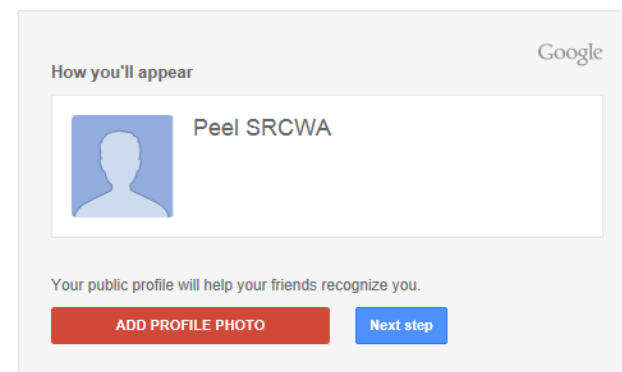 Google
How you'll appear
Peel SRCWA
Your public profile will help your friends recognize you.
ADD PROFILE PHOTO
Next step